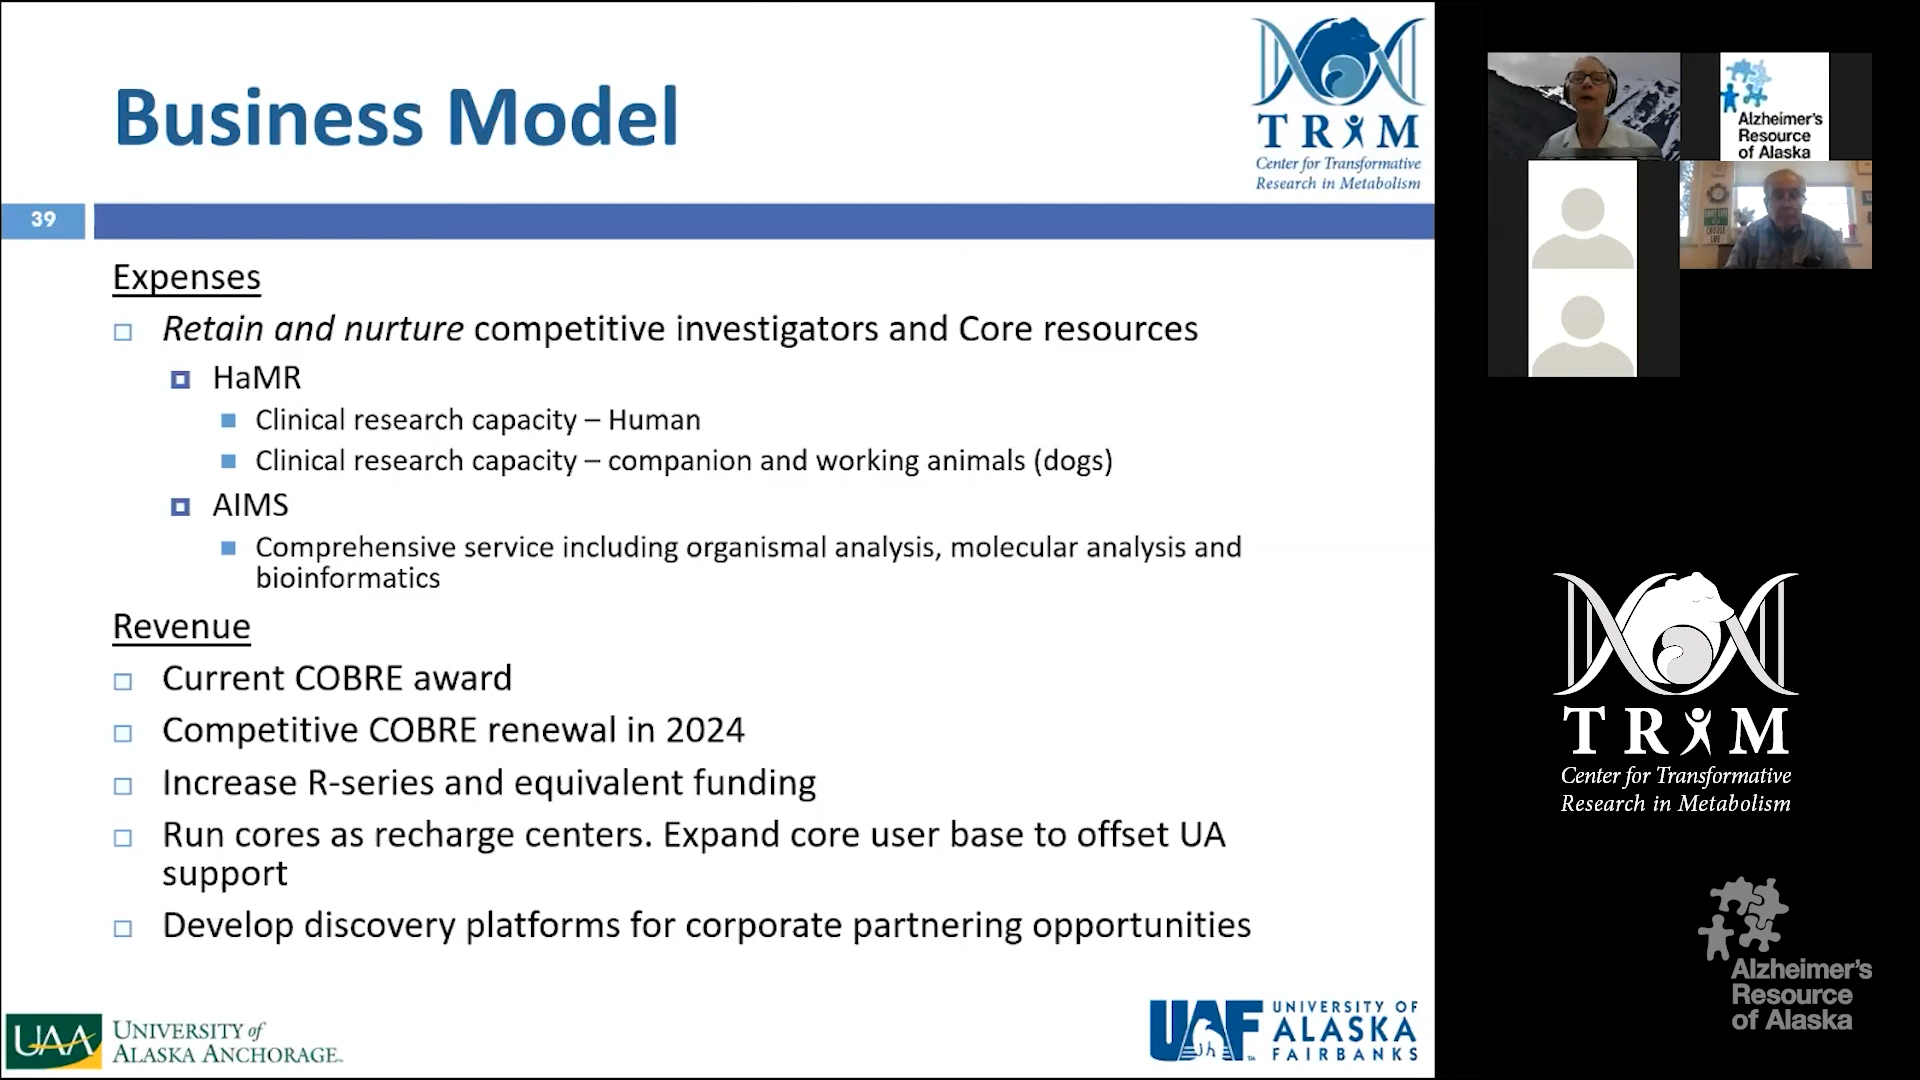 Business Model
TRiM
Center for Transformative
Research in Metabolism
39
Expenses
Retain and nurture competitive investigators and Core resources
HaMR
Clinical research capacity – Human
Clinical research capacity – companion and working animals (dogs)
AIMS
Comprehensive service including organismal analysis, molecular analysis and
bioinformatics
Revenue
Current COBRE award
Competitive COBRE renewal in 2024
Increase R-series and equivalent funding
Run cores as recharge centers. Expand core user base to offset UA
support
Develop discovery platforms for corporate partnering opportunities
UAA
UNIVERSITY of
ALASKA ANCHORAGE
UAF
UNIVERSITY OF
ALASKA
FAIRBANKS
Alzheimer's
Resource
of Alaska
TRiM
Center for Transformative
Research in Metabolism
Alzheimer's
Resource
of Alaska